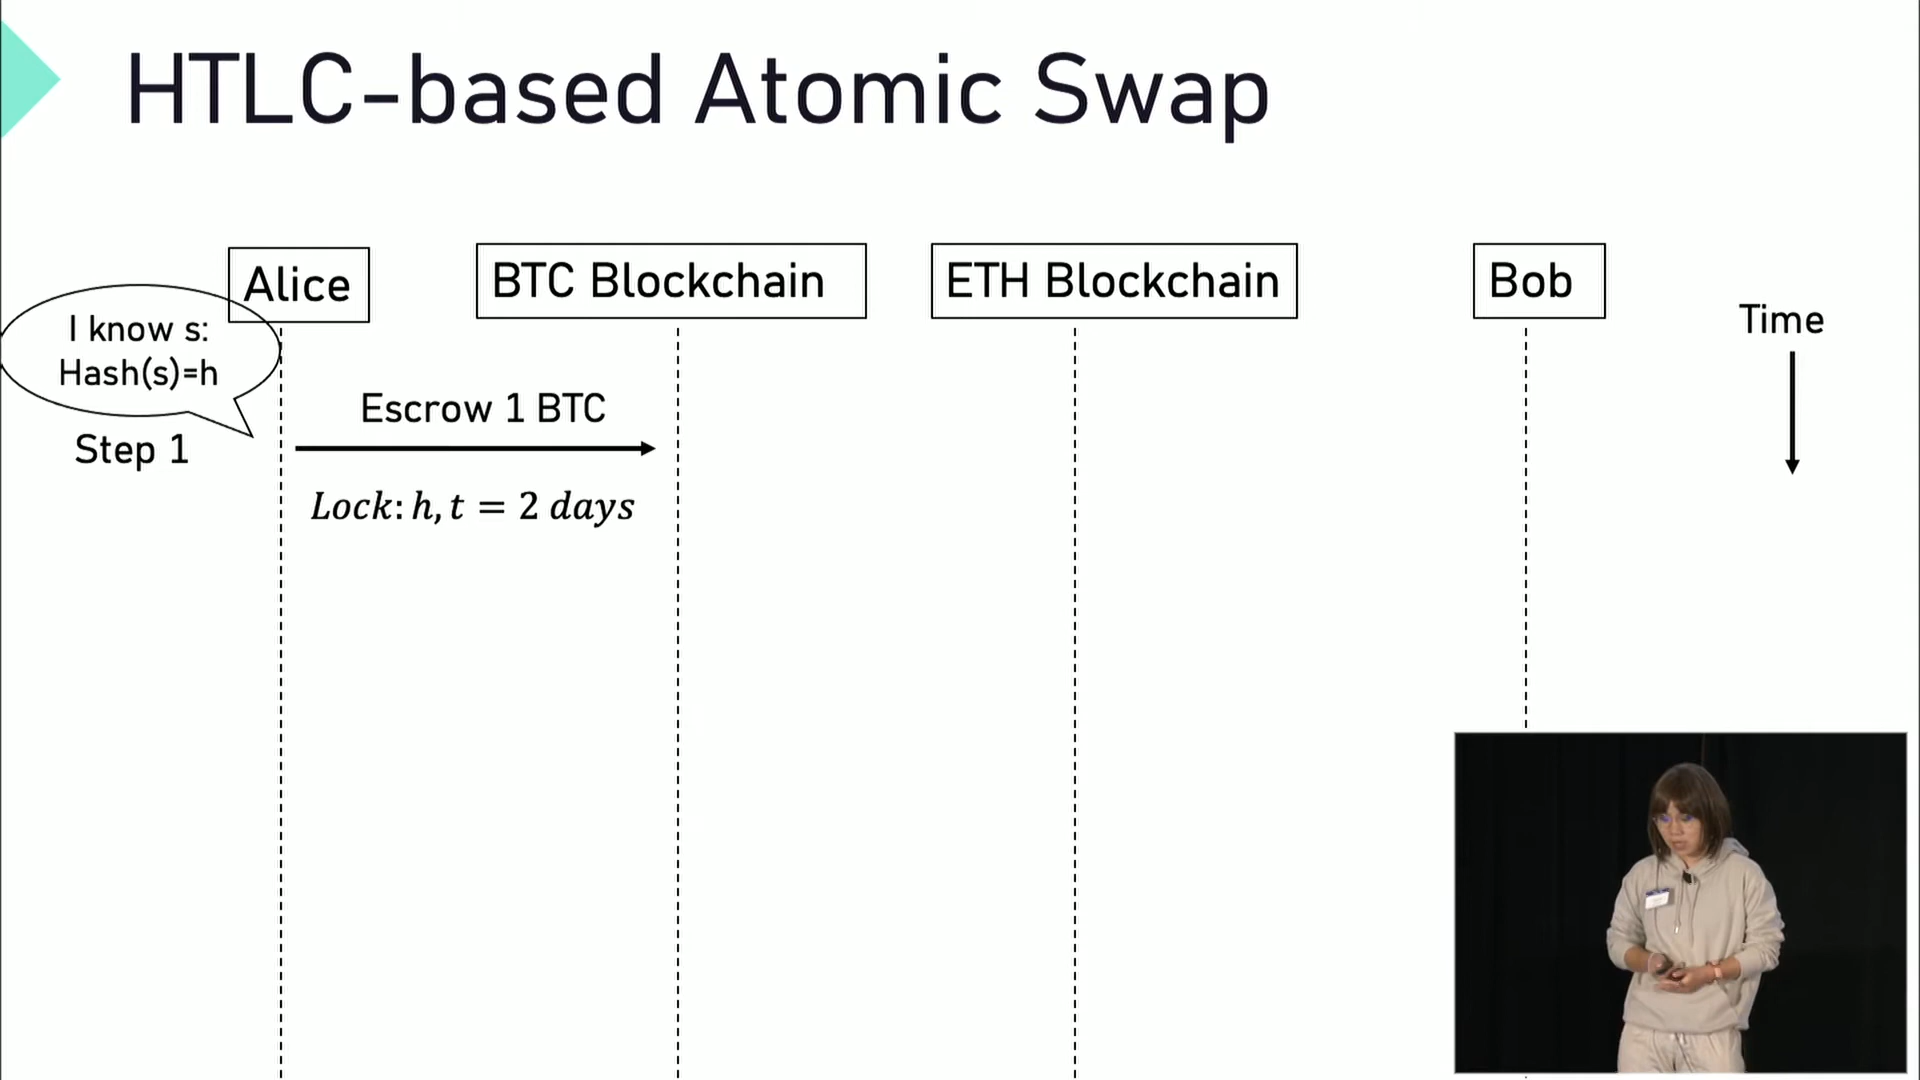 HTLC-based Atomic Swap
Alice
BTC Blockchain
ETH Blockchain
Bob
Time
I know s:
Hash(s)=h
Step 1
Escrow 1 BTC
Lock: h, t = 2 days